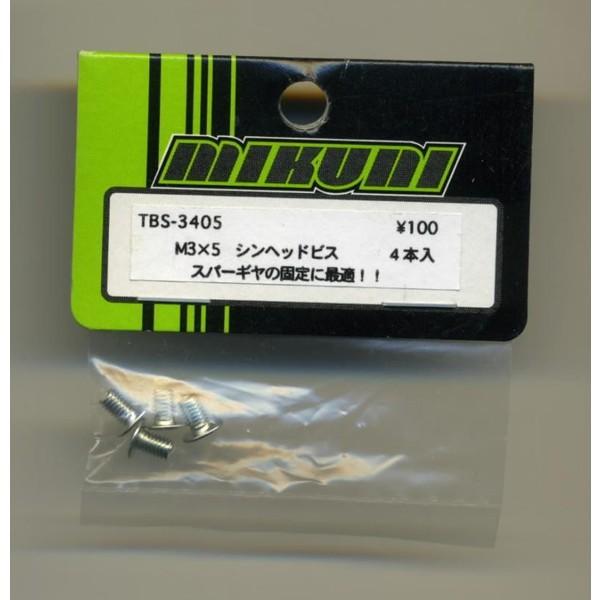 MIKUNI
TBS-3405 ¥100
M3×5 シンヘッドビス 4本入
スパーギヤの固定に最適！！